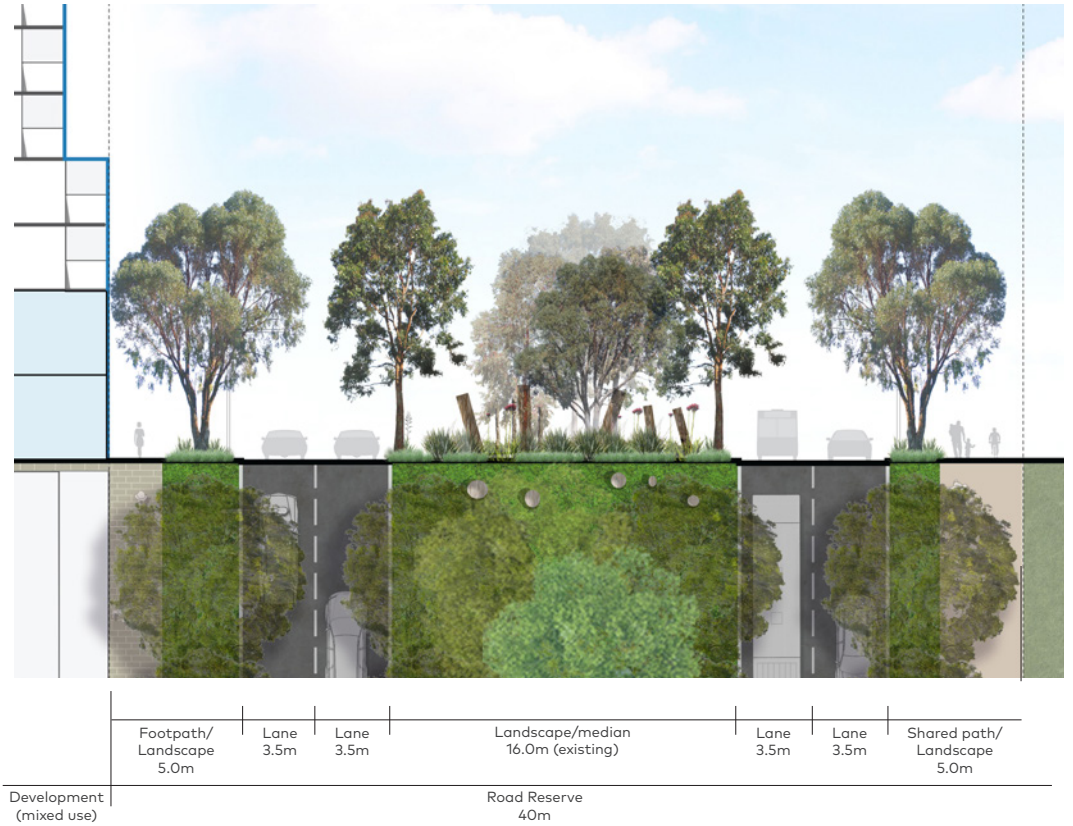 Footpath/
Landscape
5.0m
Lane
3.5m
Lane
3.5m
Landscape/median
16.0m (existing)
Lane
3.5m
Lane
3.5m
Shared path/
Landscape
5.0m
Development
(mixed use)
Road Reserve
40m